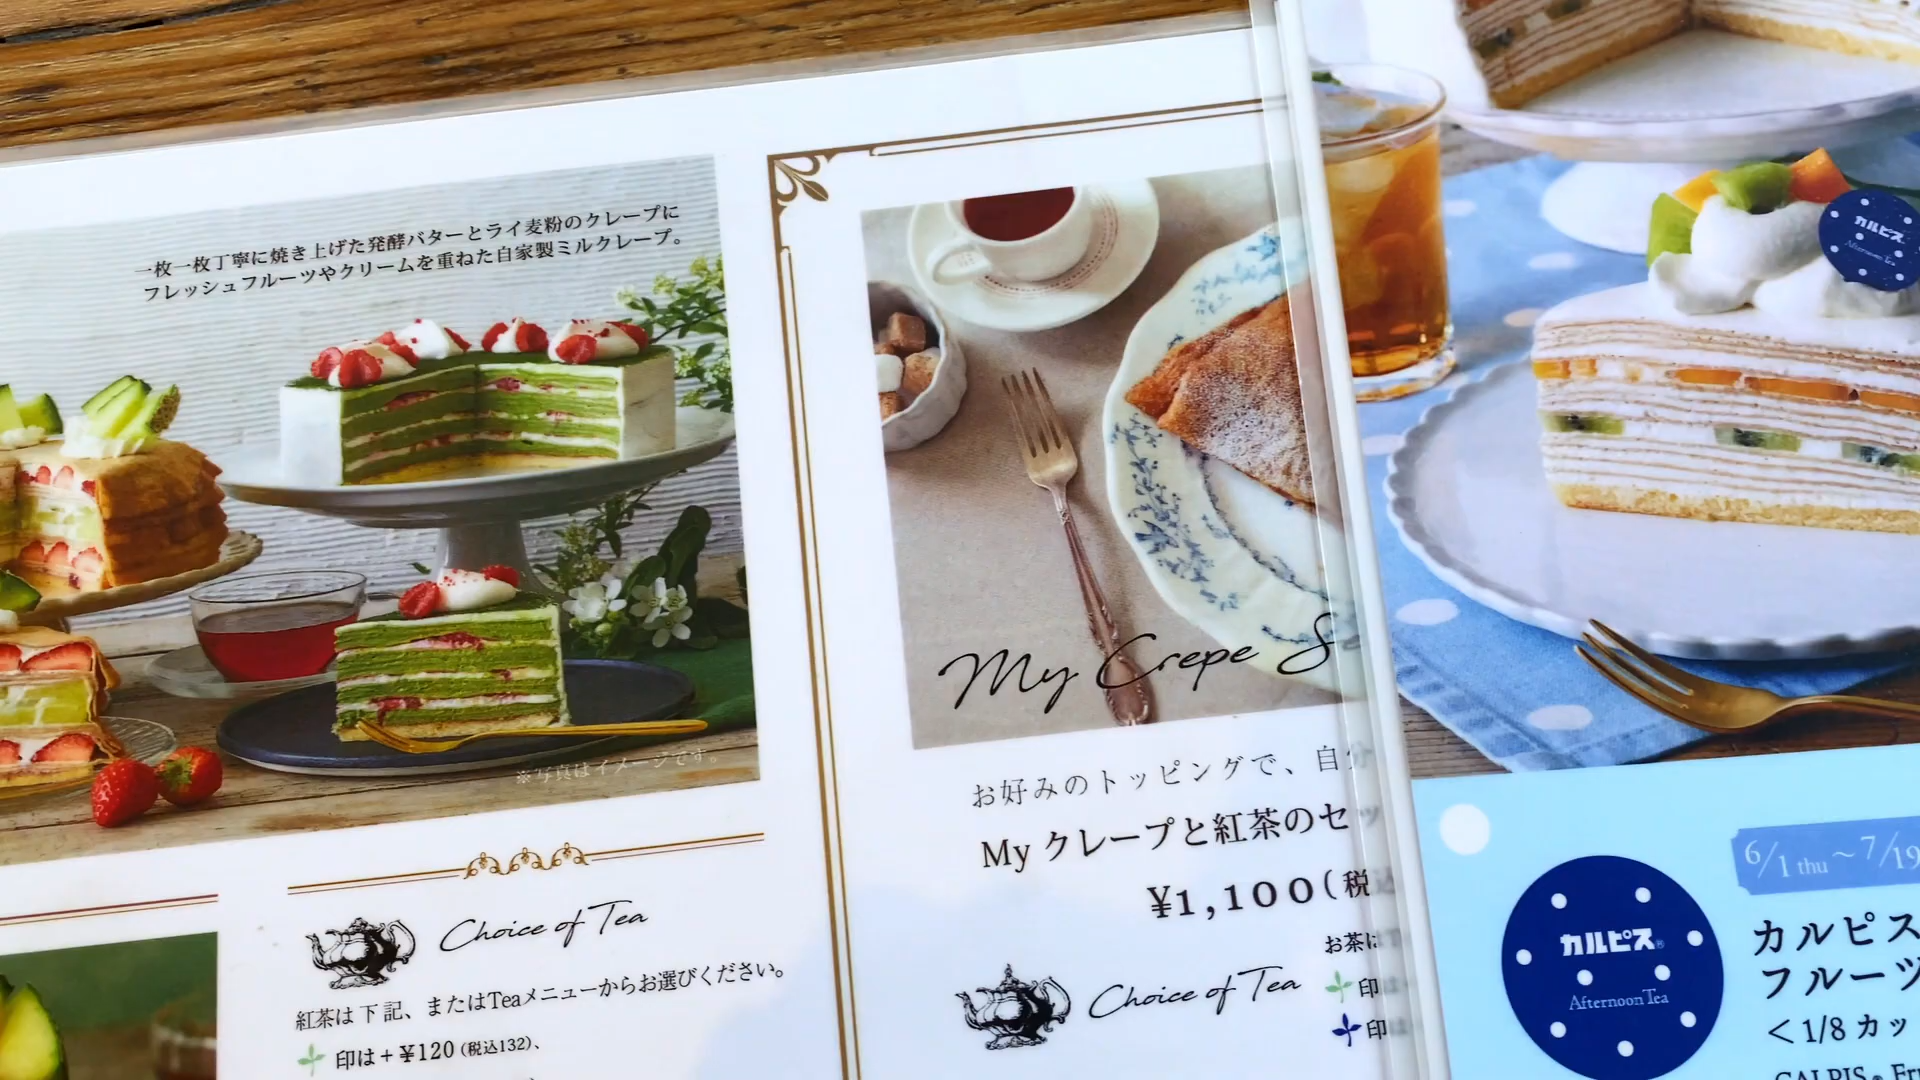 一枚一枚丁寧に焼き上げた発酵バターとライ麦粉のクレープに
フレッシュフルーツやクリームを重ねた自家製ミルクレープ。
※写真はイメージです。
Choice of Tea
紅茶は下記、またはTeaメニューからお選びください。
印は+¥120(税込132)、
My Crepe S
お好みのトッピングで、自分
My クレープと紅茶のセッ
¥1,100(税込
お茶は
Choice of Tea
印
印
カルピス
Afternoon Tea
6/1 thu ~ 7/19
カルピス®
Afternoon Tea
カルピス
フルーツ
<1/8 カッ
CALPIS® Fr